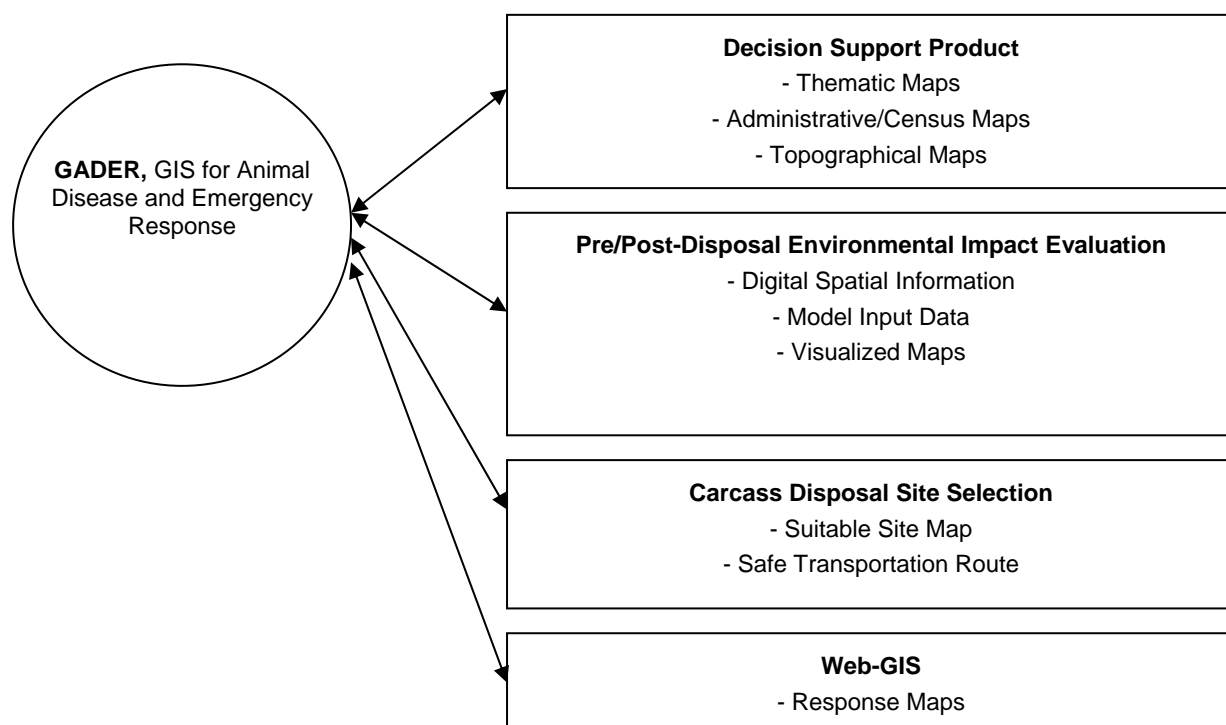 GADER, GIS for Animal
Disease and Emergency
Response
Decision Support Product
- Thematic Maps
- Administrative/Census Maps
- Topographical Maps
Pre/Post-Disposal Environmental Impact Evaluation
- Digital Spatial Information
- Model Input Data
- Visualized Maps
Carcass Disposal Site Selection
- Suitable Site Map
- Safe Transportation Route
Web-GIS
- Response Maps